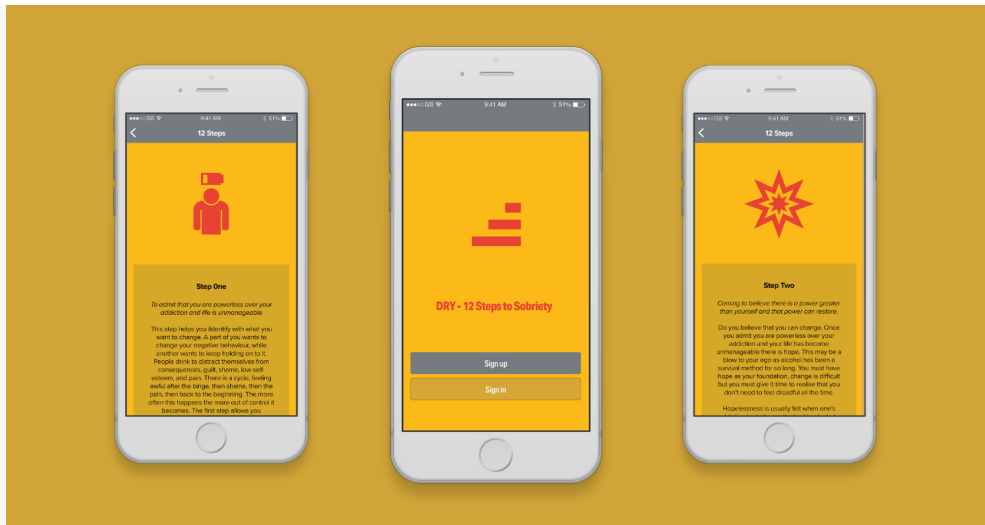 ●●●○○ GS 9:41 AM 51%
12 Steps
Step One
To admit that you are powerless over your
addiction and life is unmanageable
This step helps you identify with what you
want to change. A part of you wants to
change your negative behaviour, while
another wants to keep holding on to it.
People drink to distract themselves from
consequences, guilt, shame, low self-
esteem, and pain. There is a cycle, feeling
awful after the binge, then shame, then the
pain, then back to the beginning. The more
often this happens the more out of control it
becomes. The first step allows you
●●●○○ GS 9:41 AM 51%
DRY - 12 Steps to Sobriety
Sign up
Sign in
●●●○○ GS 9:41 AM 51%
12 Steps
Step Two
Coming to believe there is a power greater
than yourself and that power can restore.
Do you believe that you can change. Once
you admit you are powerless over your
addiction and your life has become
unmanageable there is hope. This may be a
blow to your ego as alcohol has been a
survival method for so long. You must have
hope as your foundation, change is difficult
but you must give it time to realise that you
don't need to feel dreadful all the time.
Hopelessness is usually felt when one's